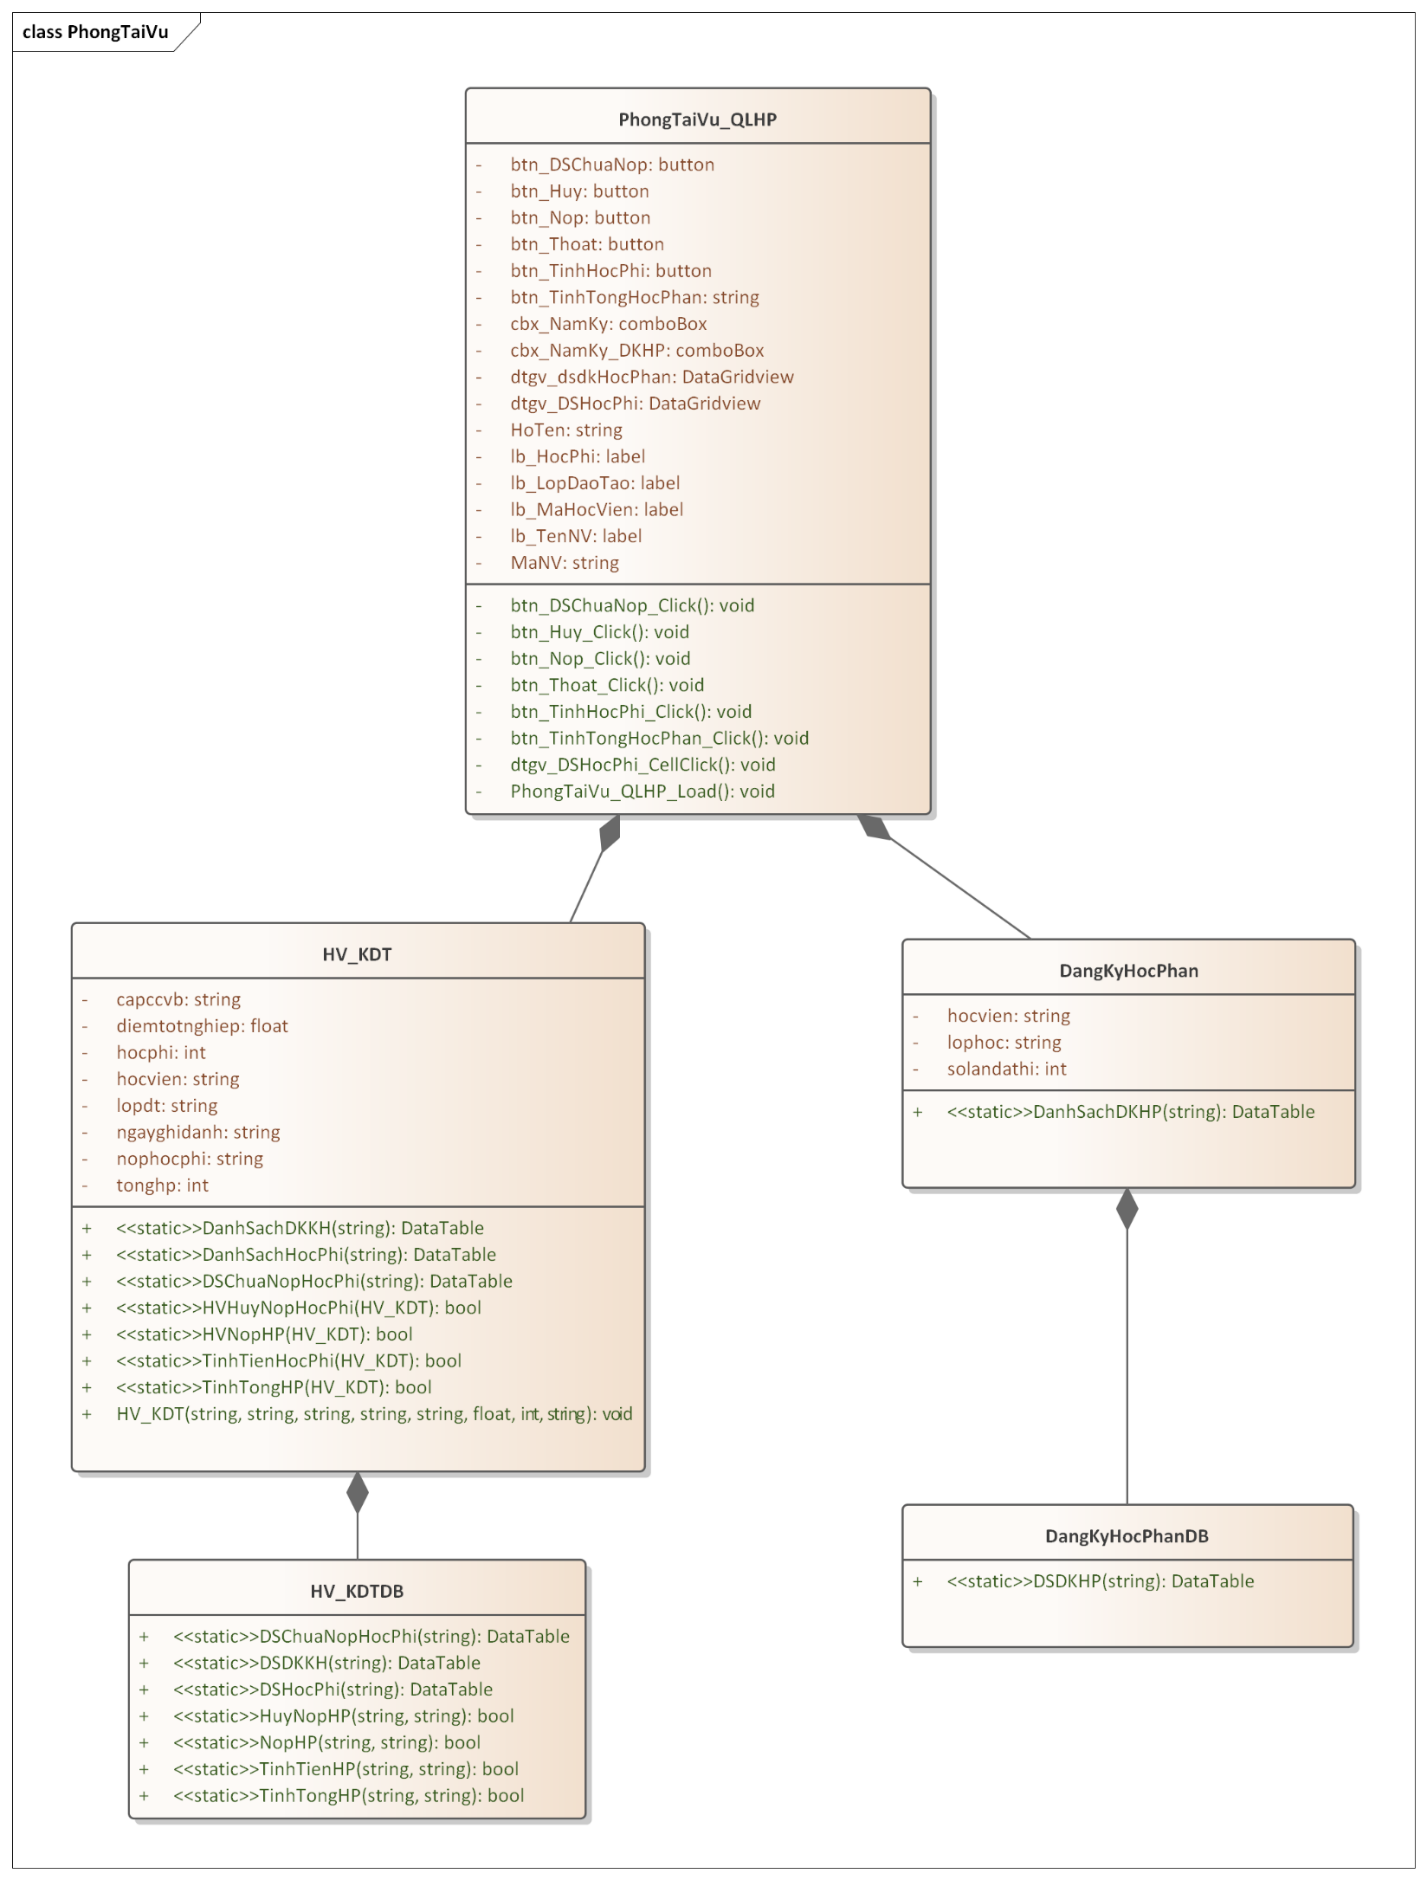 class PhongTaiVu
PhongTaiVu_QLHP
- btn_DSChuaNop: button
- btn_Huy: button
- btn_Nop: button
- btn_Thoat: button
- btn_TinhHocPhi: button
- btn_TinhTongHocPhan: string
- cbx_NamKy: comboBox
- cbx_NamKy_DKHP: comboBox
- dtgv_dsdkHocPhan: DataGridview
- dtgv_DSHocPhi: DataGridview
- HoTen: string
- lb_HocPhi: label
- lb_LopDaoTao: label
- lb_MaHocVien: label
- lb_TenNV: label
- MaNV: string
- btn_DSChuaNop_Click(): void
- btn_Huy_Click(): void
- btn_Nop_Click(): void
- btn_Thoat_Click(): void
- btn_TinhHocPhi_Click(): void
- btn_TinhTongHocPhan_Click(): void
- dtgv_DSHocPhi_CellClick(): void
- PhongTaiVu_QLHP_Load(): void
HV_KDT
- capccvb: string
- diemtotnghiep: float
- hocphi: int
- hocvien: string
- lopdt: string
- ngayghidanh: string
- nophocphi: string
- tonghp: int
+ <<static>>DanhSachDKKH(string): DataTable
+ <<static>>DanhSachHocPhi(string): DataTable
+ <<static>>DSChuaNopHocPhi(string): DataTable
+ <<static>>HVHuyNopHocPhi(HV_KDT): bool
+ <<static>>HVNopHP(HV_KDT): bool
+ <<static>>TinhTienHocPhi(HV_KDT): bool
+ <<static>>TinhTongHP(HV_KDT): bool
+ HV_KDT(string, string, string, string, string, float, int, string): void
DangKyHocPhan
- hocvien: string
- lophoc: string
- solandathi: int
+ <<static>>DanhSachDKHP(string): DataTable
HV_KDTDB
+ <<static>>DSChuaNopHocPhi(string): DataTable
+ <<static>>DSDKKH(string): DataTable
+ <<static>>DSHocPhi(string): DataTable
+ <<static>>HuyNopHP(string, string): bool
+ <<static>>NopHP(string, string): bool
+ <<static>>TinhTienHP(string, string): bool
+ <<static>>TinhTongHP(string, string): bool
DangKyHocPhanDB
+ <<static>>DSDKHP(string): DataTable